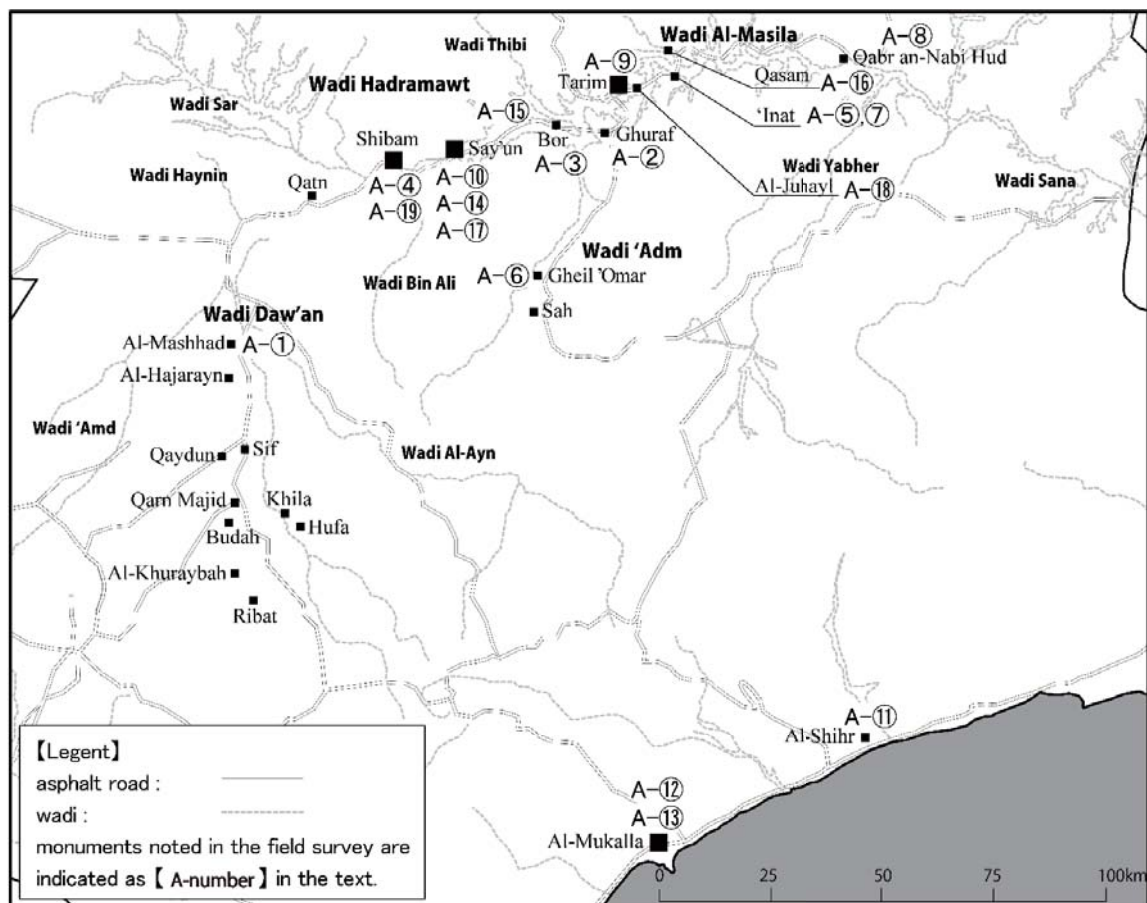 Wadi Thibi
Wadi Al-Masila
A-⑧
A-⑨
Qabr an-Nabi Hud
Wadi Hadramawt
Tarim
Qasam
A-⑯
Wadi Sar
A-⑮
'Inat
A-⑤,⑦
Shibam
Say'un
Bor
Ghuraf
Wadi Haynin
A-③
A-②
Wadi Yabher
Qatn
A-④
A-⑩
Al-Juhayl
A-⑱
Wadi Sana
A-⑲
A-⑭
A-⑰
Wadi 'Adm
Wadi Bin Ali
A-⑥
Gheil 'Omar
Sah
Wadi Daw'an
Al-Mashhad
A-①
Al-Hajarayn
Wadi 'Amd
Qaydun
Sif
Wadi Al-Ayn
Qarn Majid
Khila
Budah
Hufa
Al-Khuraybah
Ribat
A-⑪
Al-Shihr
A-⑫
A-⑬
Al-Mukalla
【Legent】
asphalt road :
wadi :
monuments noted in the field survey are
indicated as【 A-number】in the text.
0 25 50 75 100km